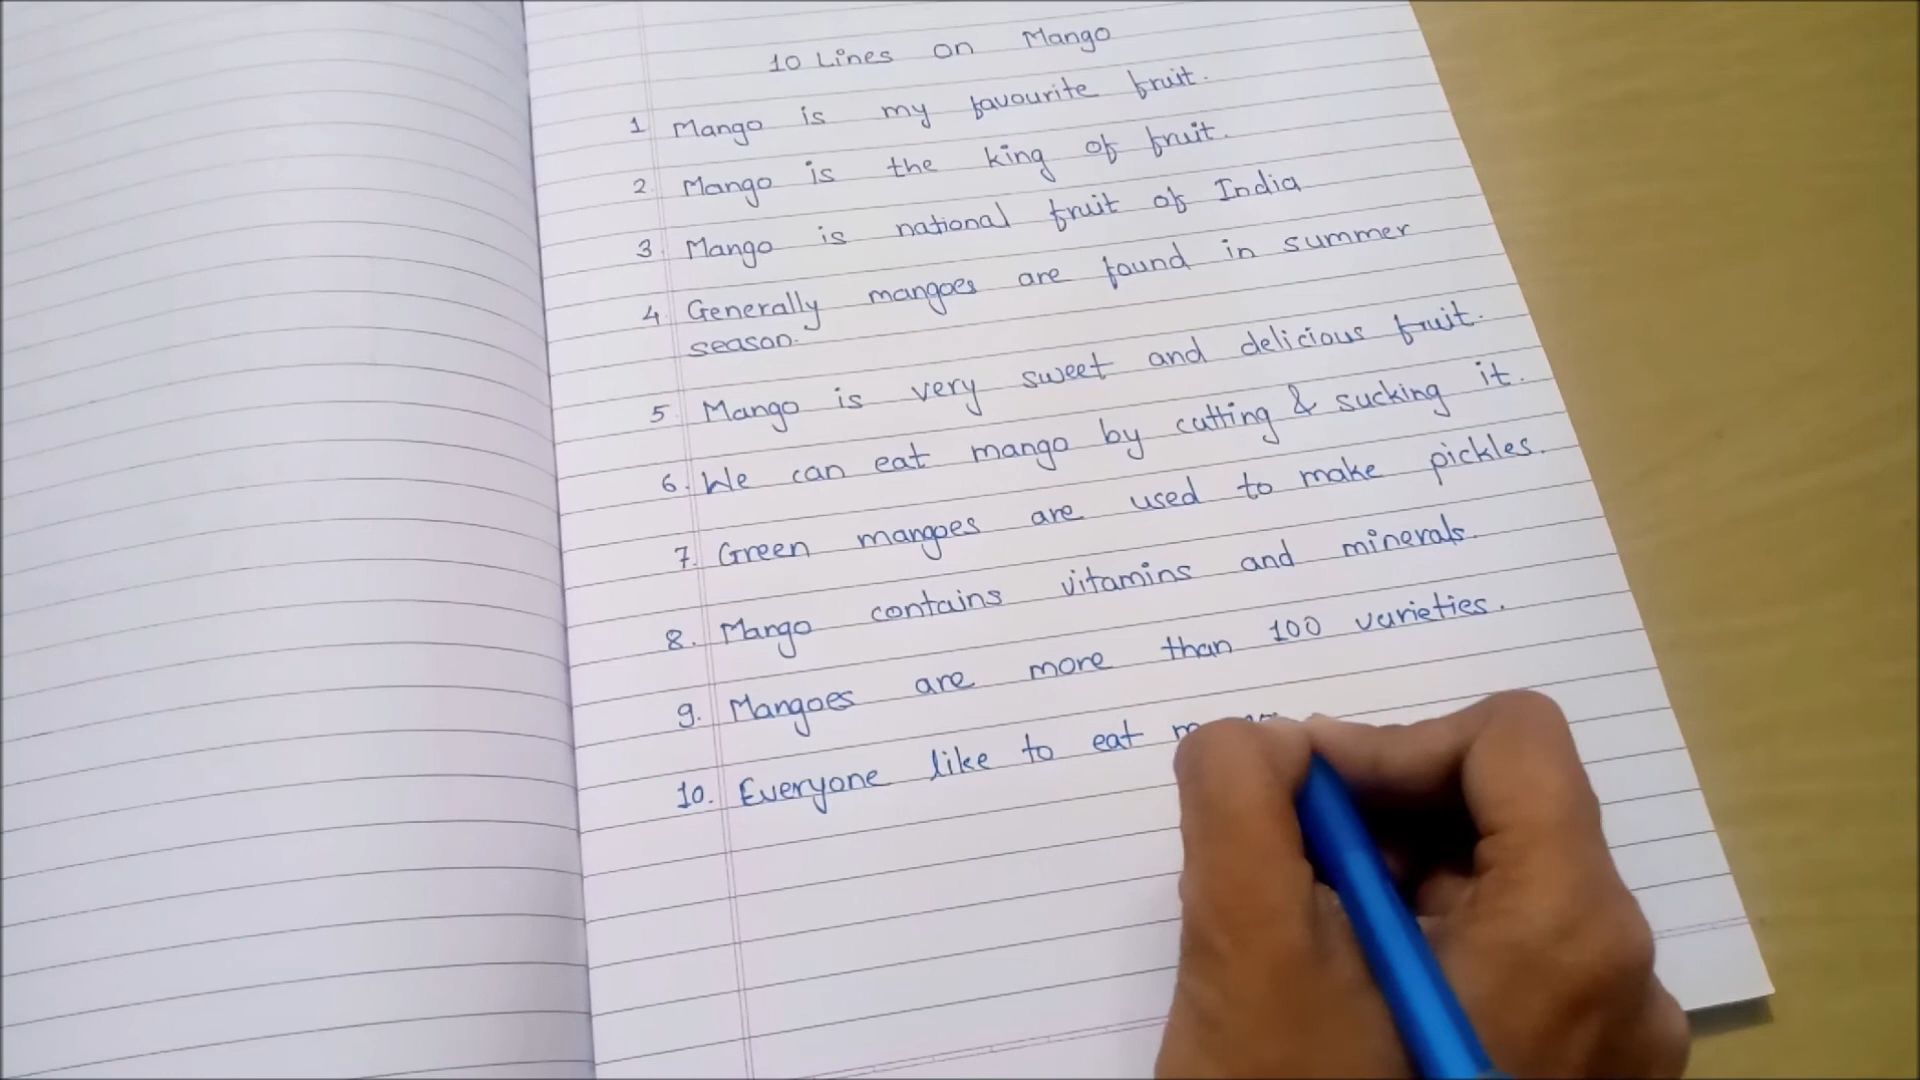 10 Lines on Mango
1 Mango is my favourite fruit.
2. Mango is the king of fruit.
3. Mango is national fruit of India
4 Generally mangoes are found in summer
season.
5. Mango is very sweet and delicious fruit.
6. We can eat mango by cutting & sucking it.
7. Green mangoes are used to make pickles.
8. Mango contains vitamins and minerals.
9. Mangoes are more than 100 varieties.
10. Everyone like to eat